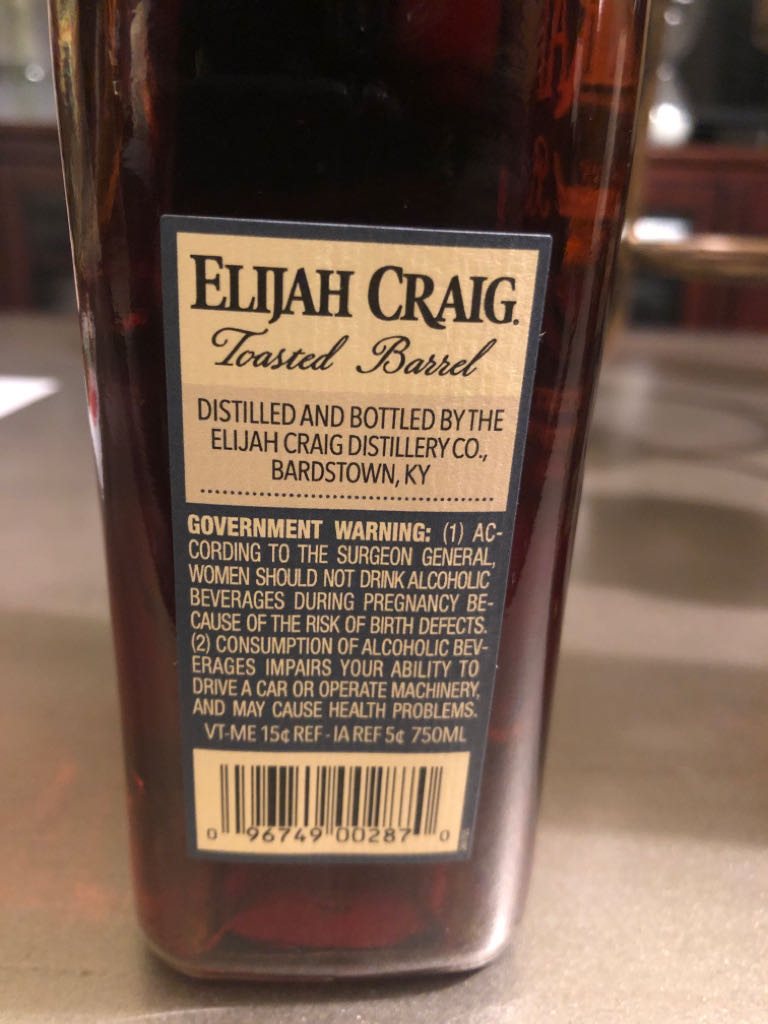 ELIJAH CRAIG.
Toasted Barrel
DISTILLED AND BOTTLED BY THE
ELIJAH CRAIG DISTILLERY CO.,
BARDSTOWN, KY
GOVERNMENT WARNING: (1) AC-
CORDING TO THE SURGEON GENERAL,
WOMEN SHOULD NOT DRINK ALCOHOLIC
BEVERAGES DURING PREGNANCY BE-
CAUSE OF THE RISK OF BIRTH DEFECTS.
(2) CONSUMPTION OF ALCOHOLIC BEV-
ERAGES IMPAIRS YOUR ABILITY TO
DRIVE A CAR OR OPERATE MACHINERY,
AND MAY CAUSE HEALTH PROBLEMS.
VT-ME 15¢ REF - IA REF 5¢ 750ML
0 96749 00287 0